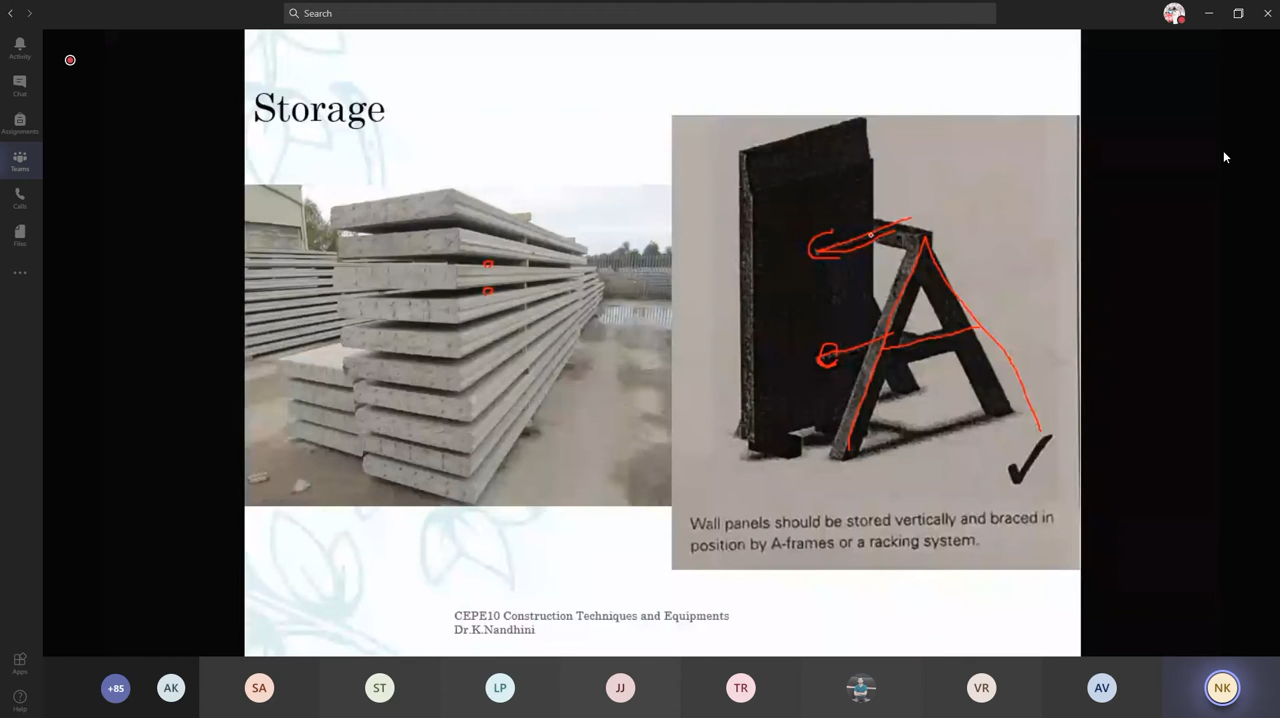 Search
Activity
Chat
Assignments
Teams
Calls
Files
Apps
Help
Storage
Wall panels should be stored vertically and braced in
position by A-frames or a racking system.
CEPE10 Construction Techniques and Equipments
Dr.K.Nandhini
+85
AK
SA
ST
LP
JJ
TR
VR
AV
NK